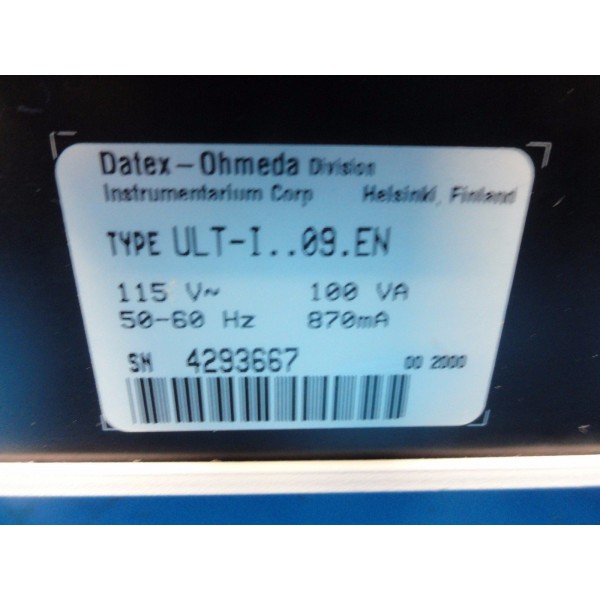 Datex-Ohmeda Division
Instrumentarium Corp Helsinki, Finland
TYPE ULT-I..09.EN
115 V~ 100 VA
50-60 Hz 870mA
SN 4293667 00 2000